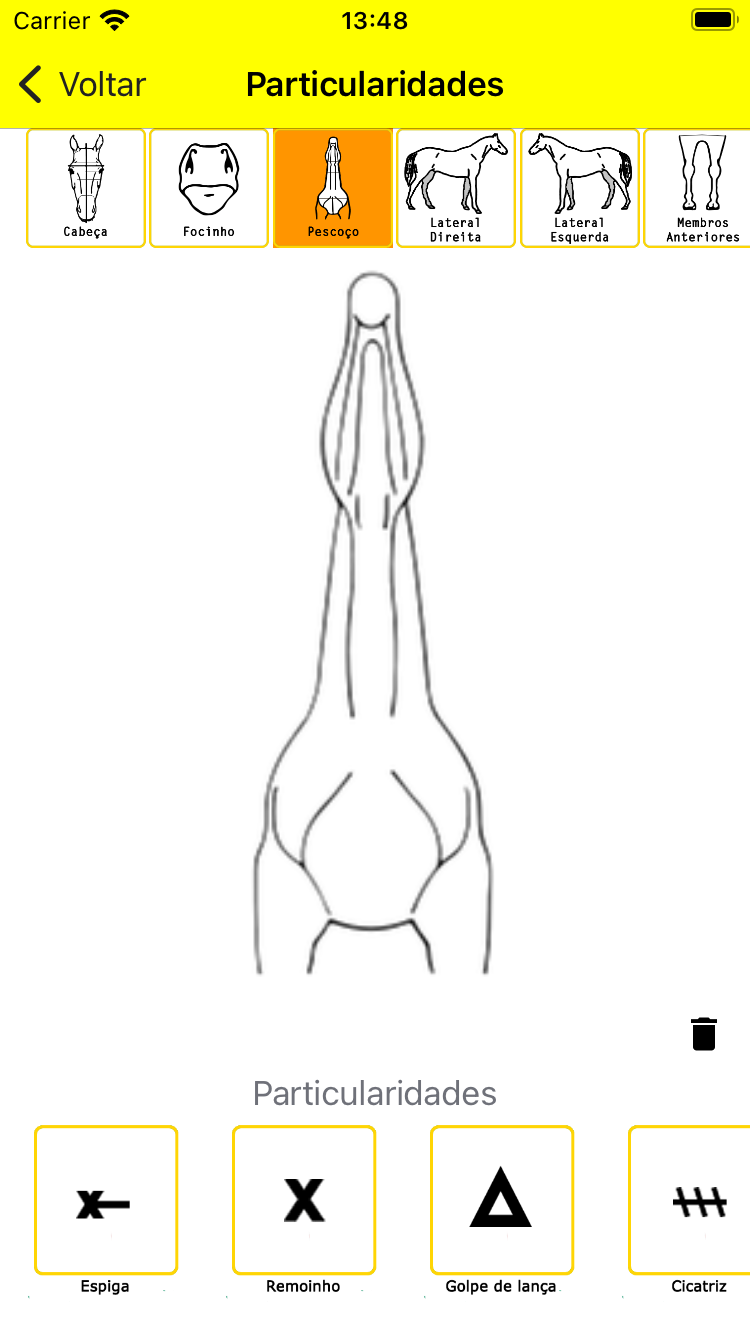 Carrier 13:48
Voltar Particularidades
Cabeça
Focinho
Pescoço
Lateral
Direita
Lateral
Esquerda
Membros
Anteriores
Particularidades
Espiga
Remoinho
Golpe de lança
Cicatriz